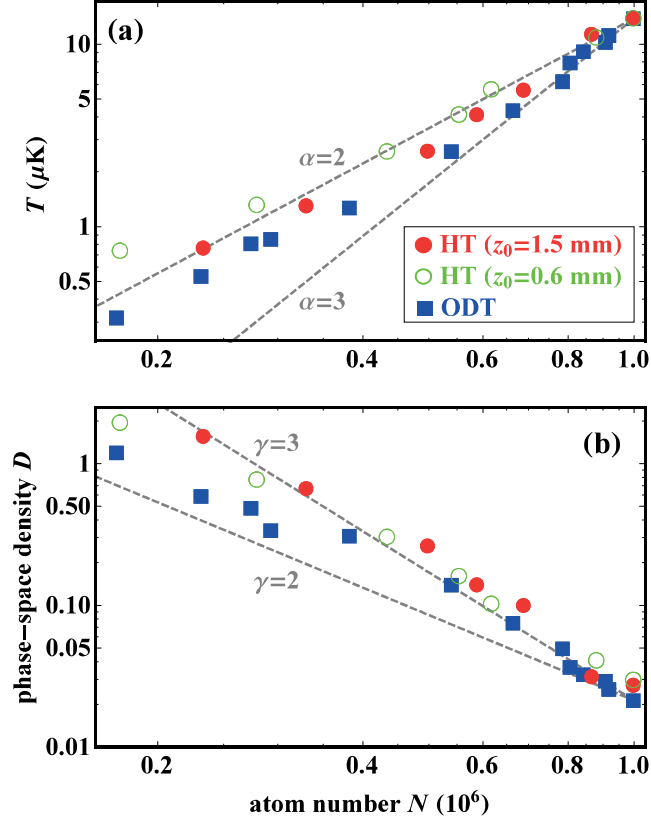 (a)
10
5
1
0.5
T (μK)
α=2
α=3
HT (z₀=1.5 mm)
HT (z₀=0.6 mm)
ODT
0.2 0.4 0.6 0.8 1.0
(b)
1
0.50
0.10
0.05
0.01
phase−space density D
γ=3
γ=2
0.2 0.4 0.6 0.8 1.0
atom number N (10⁶)